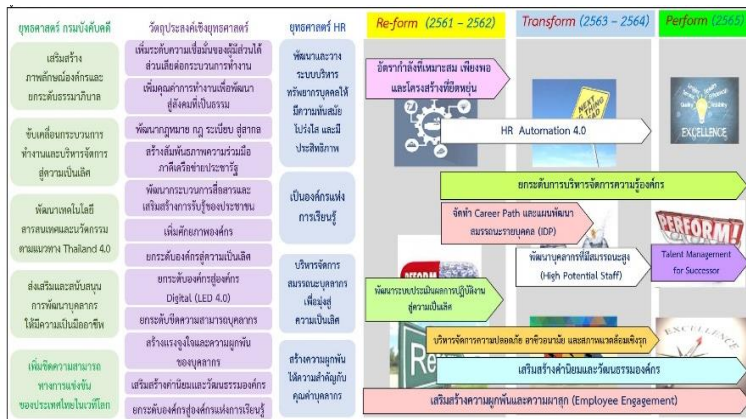 ยุทธศาสตร์ กรมบังคับคดี
เสริมสร้าง
ภาพลักษณ์องค์กรและ
ยกระดับธรรมาภิบาล
ขับเคลื่อนกระบวนการ
ทำงานและบริหารจัดการ
สู่ความเป็นเลิศ
พัฒนาเทคโนโลยี
สารสนเทศและนวัตกรรม
ตามแนวทาง Thailand 4.0
ส่งเสริมและสนับสนุน
การพัฒนาบุคลากร
ให้มีความเป็นมืออาชีพ
เพิ่มขีดความสามารถ
ทางการแข่งขัน
ของประเทศไทยในเวทีโลก
วัตถุประสงค์เชิงยุทธศาสตร์
เพิ่มระดับความเชื่อมั่นของผู้มีส่วนได้
ส่วนเสียต่อกระบวนการทำงาน
เพิ่มคุณค่าการทำงานเพื่อพัฒนา
สู่สังคมที่เป็นธรรม
พัฒนากฎหมาย กฎ ระเบียบ สู่สากล
สร้างสัมพันธภาพความร่วมมือ
ภาคีเครือข่ายประชารัฐ
พัฒนากระบวนการสื่อสารและ
เสริมสร้างการรับรู้ของประชาชน
เพิ่มศักยภาพองค์กร
ยกระดับองค์กรสู่ความเป็นเลิศ
ยกระดับองค์กรสู่องค์กร
Digital (LED 4.0)
ยกระดับขีดความสามารถบุคลากร
สร้างแรงจูงใจและความผูกพัน
ของบุคลากร
เสริมสร้างค่านิยมและวัฒนธรรมองค์กร
ยกระดับองค์กรสู่องค์กรแห่งการเรียนรู้
ยุทธศาสตร์ HR
พัฒนาและวาง
ระบบบริหาร
ทรัพยากรบุคคลให้
มีความทันสมัย
โปร่งใส และมี
ประสิทธิภาพ
เป็นองค์กรแห่ง
การเรียนรู้
บริหารจัดการ
สมรรถนะบุคลากร
เพื่อมุ่งสู่
ความเป็นเลิศ
สร้างความผูกพัน
ให้ความสำคัญกับ
คุณค่าบุคลากร
Re-form (2561 – 2562)
Transform (2563 – 2564)
Perform (2565)
อัตรากำลังที่เหมาะสม เพียงพอ
และโครงสร้างที่ยืดหยุ่น
NEXT
BIG THING
AHEAD
EXCELLENCE
HR Automation 4.0
ยกระดับการบริหารจัดการความรู้องค์กร
จัดทำ Career Path และแผนพัฒนา
สมรรถนะรายบุคคล (IDP)
PERFORM!
พัฒนาบุคลากรที่มีสมรรถนะสูง
(High Potential Staff)
Talent Management
for Successor
พัฒนาระบบประเมินผลการปฏิบัติงาน
สู่ความเป็นเลิศ
บริหารจัดการความปลอดภัย อาชีวอนามัย และสภาพแวดล้อมเชิงรุก
EXCELLENCE
Re
เสริมสร้างค่านิยมและวัฒนธรรมองค์กร
เสริมสร้างความผูกพันและความผาสุก (Employee Engagement)